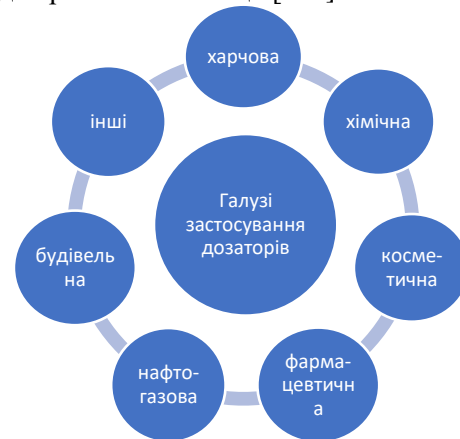 харчова
хімічна
косме-
тична
фарма-
цевтичн
а
нафто-
газова
будівель
на
інші
Галузі
застосування
дозаторів